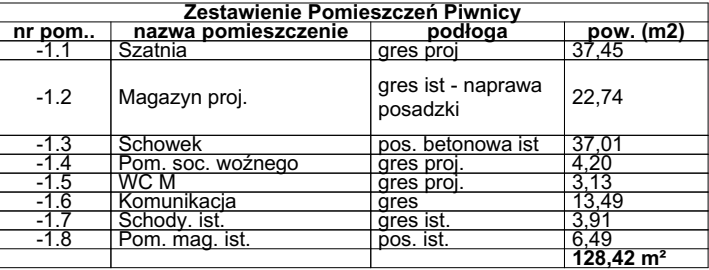 Zestawienie Pomieszczeń Piwnicy
nr pom.. nazwa pomieszczenie podłoga pow. (m2)
-1.1 Szatnia gres proj 37,45
-1.2 Magazyn proj. gres ist - naprawa posadzki 22,74
-1.3 Schowek pos. betonowa ist 37,01
-1.4 Pom. soc. woźnego gres proj. 4,20
-1.5 WC M gres proj. 3,13
-1.6 Komunikacja gres 13,49
-1.7 Schody. ist. gres ist. 3,91
-1.8 Pom. mag. ist. pos. ist. 6,49
128,42 m²